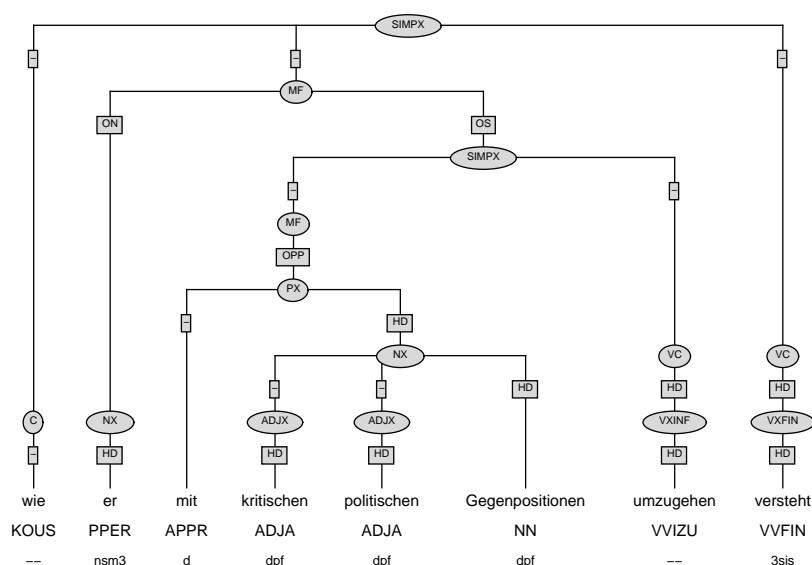 SIMPX
– – –
MF
ON OS
SIMPX
– –
MF
OPP
PX
– HD
NX VC VC
– – HD HD HD
C NX ADJX ADJX VXINF VXFIN
– HD HD HD HD HD
wie er mit kritischen politischen Gegenpositionen umzugehen versteht
KOUS PPER APPR ADJA ADJA NN VVIZU VVFIN
-- nsm3 d dpf dpf dpf -- 3sis